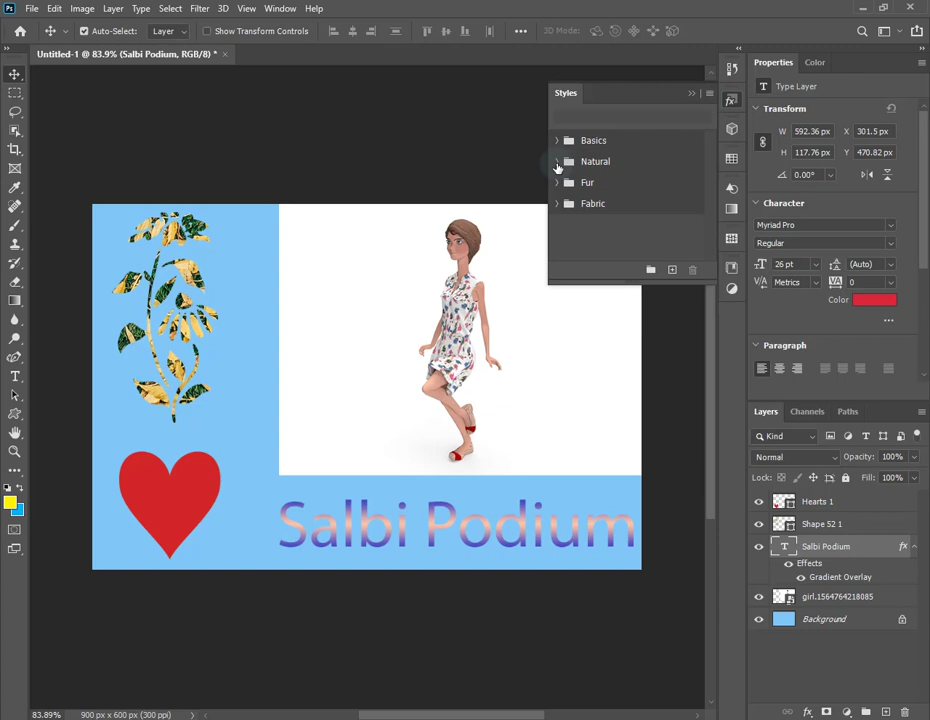 Ps File Edit Image Layer Type Select Filter 3D View Window Help
Auto-Select: Layer Show Transform Controls 3D Mode:
Untitled-1 @ 83.9% (Salbi Podium, RGB/8) *
Styles
Basics
Natural
Fur
Fabric
Salbi Podium
Properties Color
T Type Layer
Transform
W 592.36 px X 301.5 px
H 117.76 px Y 470.82 px
0.00°
Character
Myriad Pro
Regular
26 pt (Auto)
Metrics 0
Color
Paragraph
Layers Channels Paths
Kind
Normal Opacity: 100%
Lock: Fill: 100%
Hearts 1
Shape 52 1
T Salbi Podium fx
Effects
Gradient Overlay
girl.1564764218085
Background
83.89% 900 px x 600 px (300 ppi)